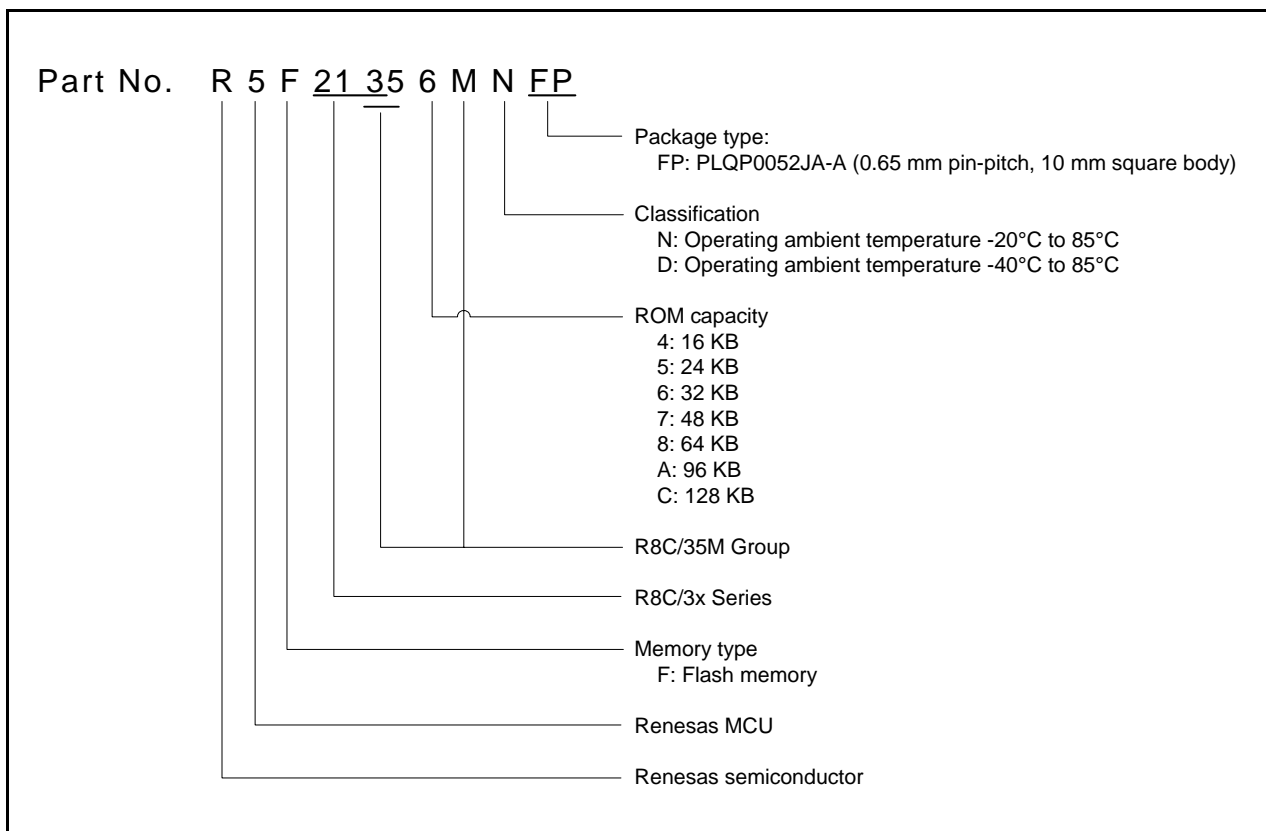 Part No. R 5 F 21 35 6 M N FP
Package type:
FP: PLQP0052JA-A (0.65 mm pin-pitch, 10 mm square body)
Classification
N: Operating ambient temperature -20°C to 85°C
D: Operating ambient temperature -40°C to 85°C
ROM capacity
4: 16 KB
5: 24 KB
6: 32 KB
7: 48 KB
8: 64 KB
A: 96 KB
C: 128 KB
R8C/35M Group
R8C/3x Series
Memory type
F: Flash memory
Renesas MCU
Renesas semiconductor